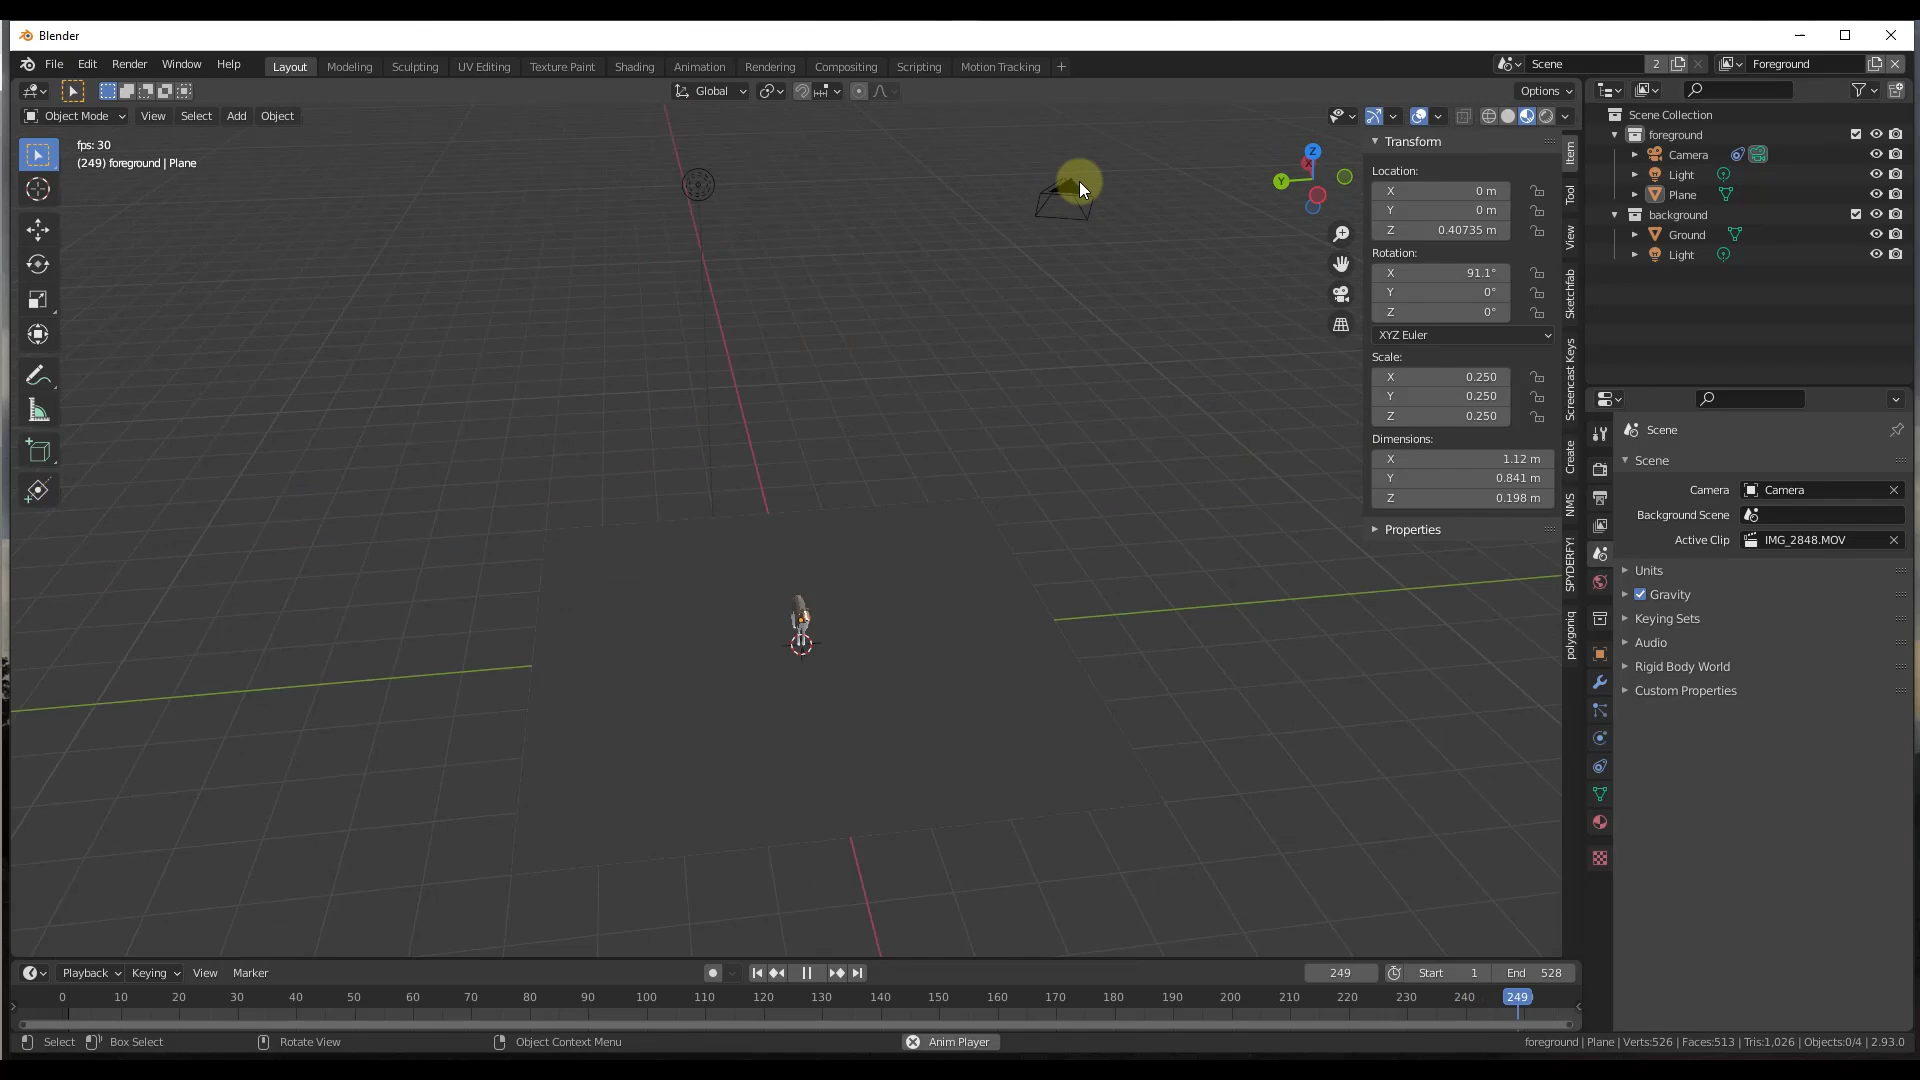 Blender
File Edit Render Window Help
Layout Modeling Sculpting UV Editing Texture Paint Shading Animation Rendering Compositing Scripting Motion Tracking +
Scene 2 Foreground
Global Options
Object Mode View Select Add Object
fps: 30
(249) foreground | Plane
Z
X
Y
Transform
Location:
X 0 m
Y 0 m
Z 0.40735 m
Rotation:
X 91.1°
Y 0°
Z 0°
XYZ Euler
Scale:
X 0.250
Y 0.250
Z 0.250
Dimensions:
X 1.12 m
Y 0.841 m
Z 0.198 m
Properties
Item
Tool
View
Sketchfab
Screencast Keys
Create
NMS
SPYDERFY!
polygoniq
Scene Collection
foreground
Camera
Light
Plane
background
Ground
Light
Scene
Scene
Camera Camera
Background Scene
Active Clip IMG_2848.MOV
Units
Gravity
Keying Sets
Audio
Rigid Body World
Custom Properties
Playback Keying View Marker
249 Start 1 End 528
0 10 20 30 40 50 60 70 80 90 100 110 120 130 140 150 160 170 180 190 200 210 220 230 240 249
Select Box Select Rotate View Object Context Menu Anim Player foreground | Plane | Verts:526 | Faces:513 | Tris:1,026 | Objects:0/4 | 2.93.0